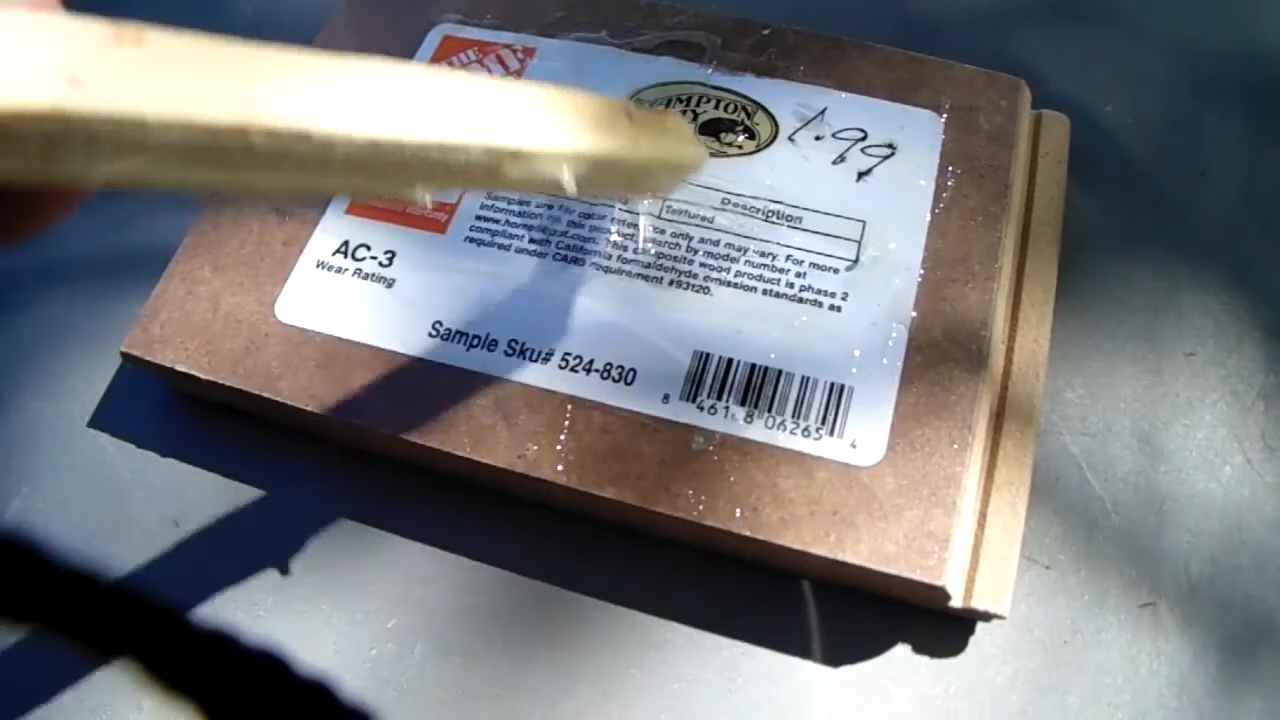 THE
HAMPTON
1.99
Description
Textured
Warranty
Samples are for color reference only and may vary. For more
information on this product search by model number at
www.homedepot.com. This composite wood product is phase 2
compliant with California formaldehyde emission standards as
required under CARB requirement #93120.
AC-3
Wear Rating
Sample Sku# 524-830
8 4618 06265 4